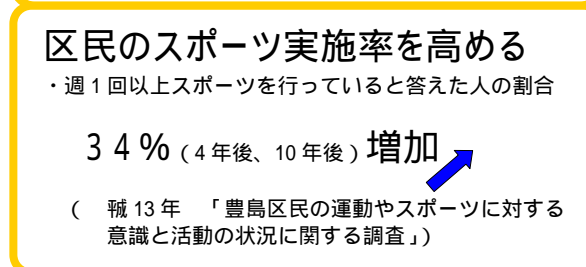 区民のスポーツ実施率を高める
・週1回以上スポーツを行っていると答えた人の割合
34%(4年後、10年後)増加
( 13年 「豊島区民の運動やスポーツに対する
意識と活動の状況に関する調査」)